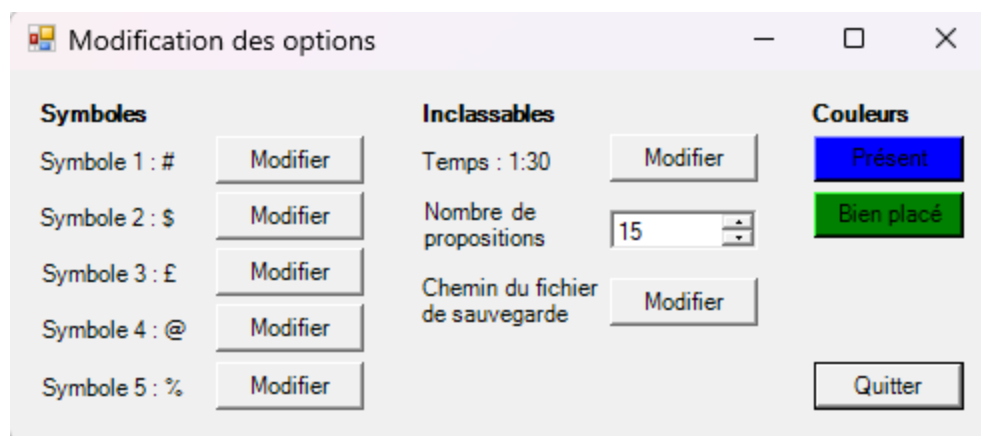 Modification des options
Symboles
Symbole 1 : #
Modifier
Symbole 2 : $
Modifier
Symbole 3 : £
Modifier
Symbole 4 : @
Modifier
Symbole 5 : %
Modifier
Inclassables
Temps : 1:30
Modifier
Nombre de
propositions
15
Chemin du fichier
de sauvegarde
Modifier
Couleurs
Présent
Bien placé
Quitter